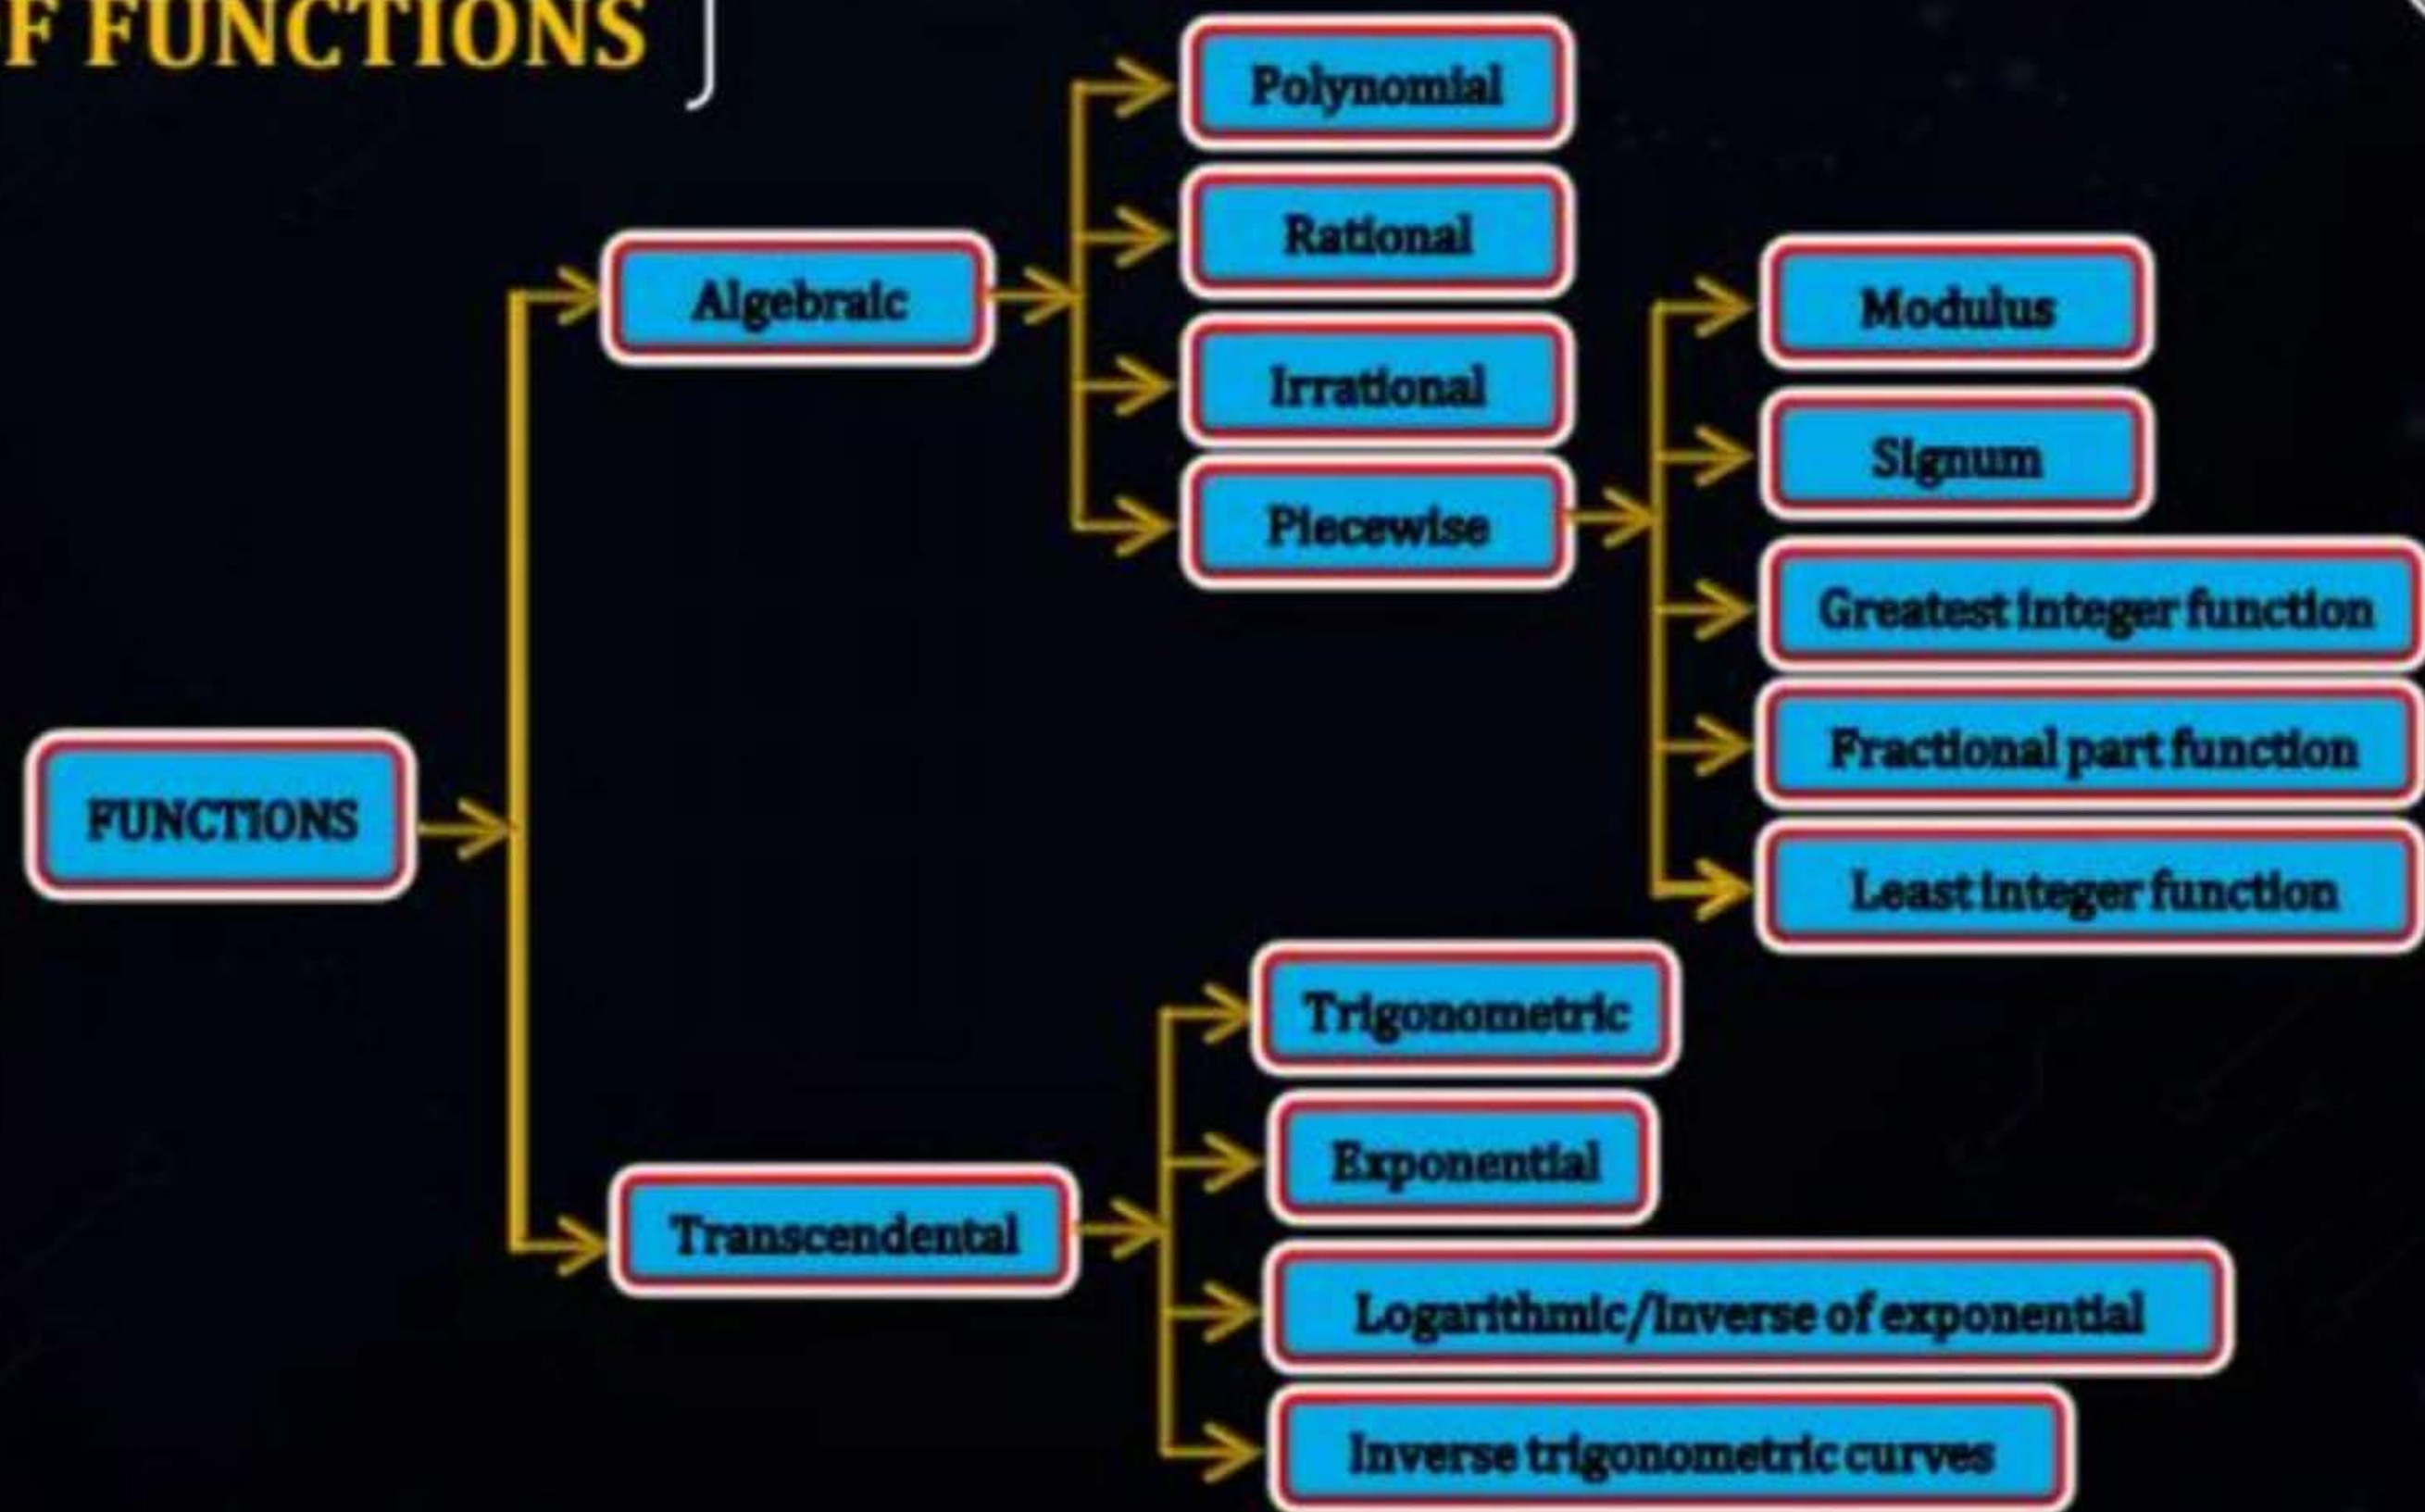 F FUNCTIONS
Polynomial
Rational
Algebraic
Irrational
Piecewise
Modulus
Signum
Greatest integer function
Fractional part function
Least integer function
FUNCTIONS
Trigonometric
Exponential
Transcendental
Logarithmic/inverse of exponential
Inverse trigonometric curves